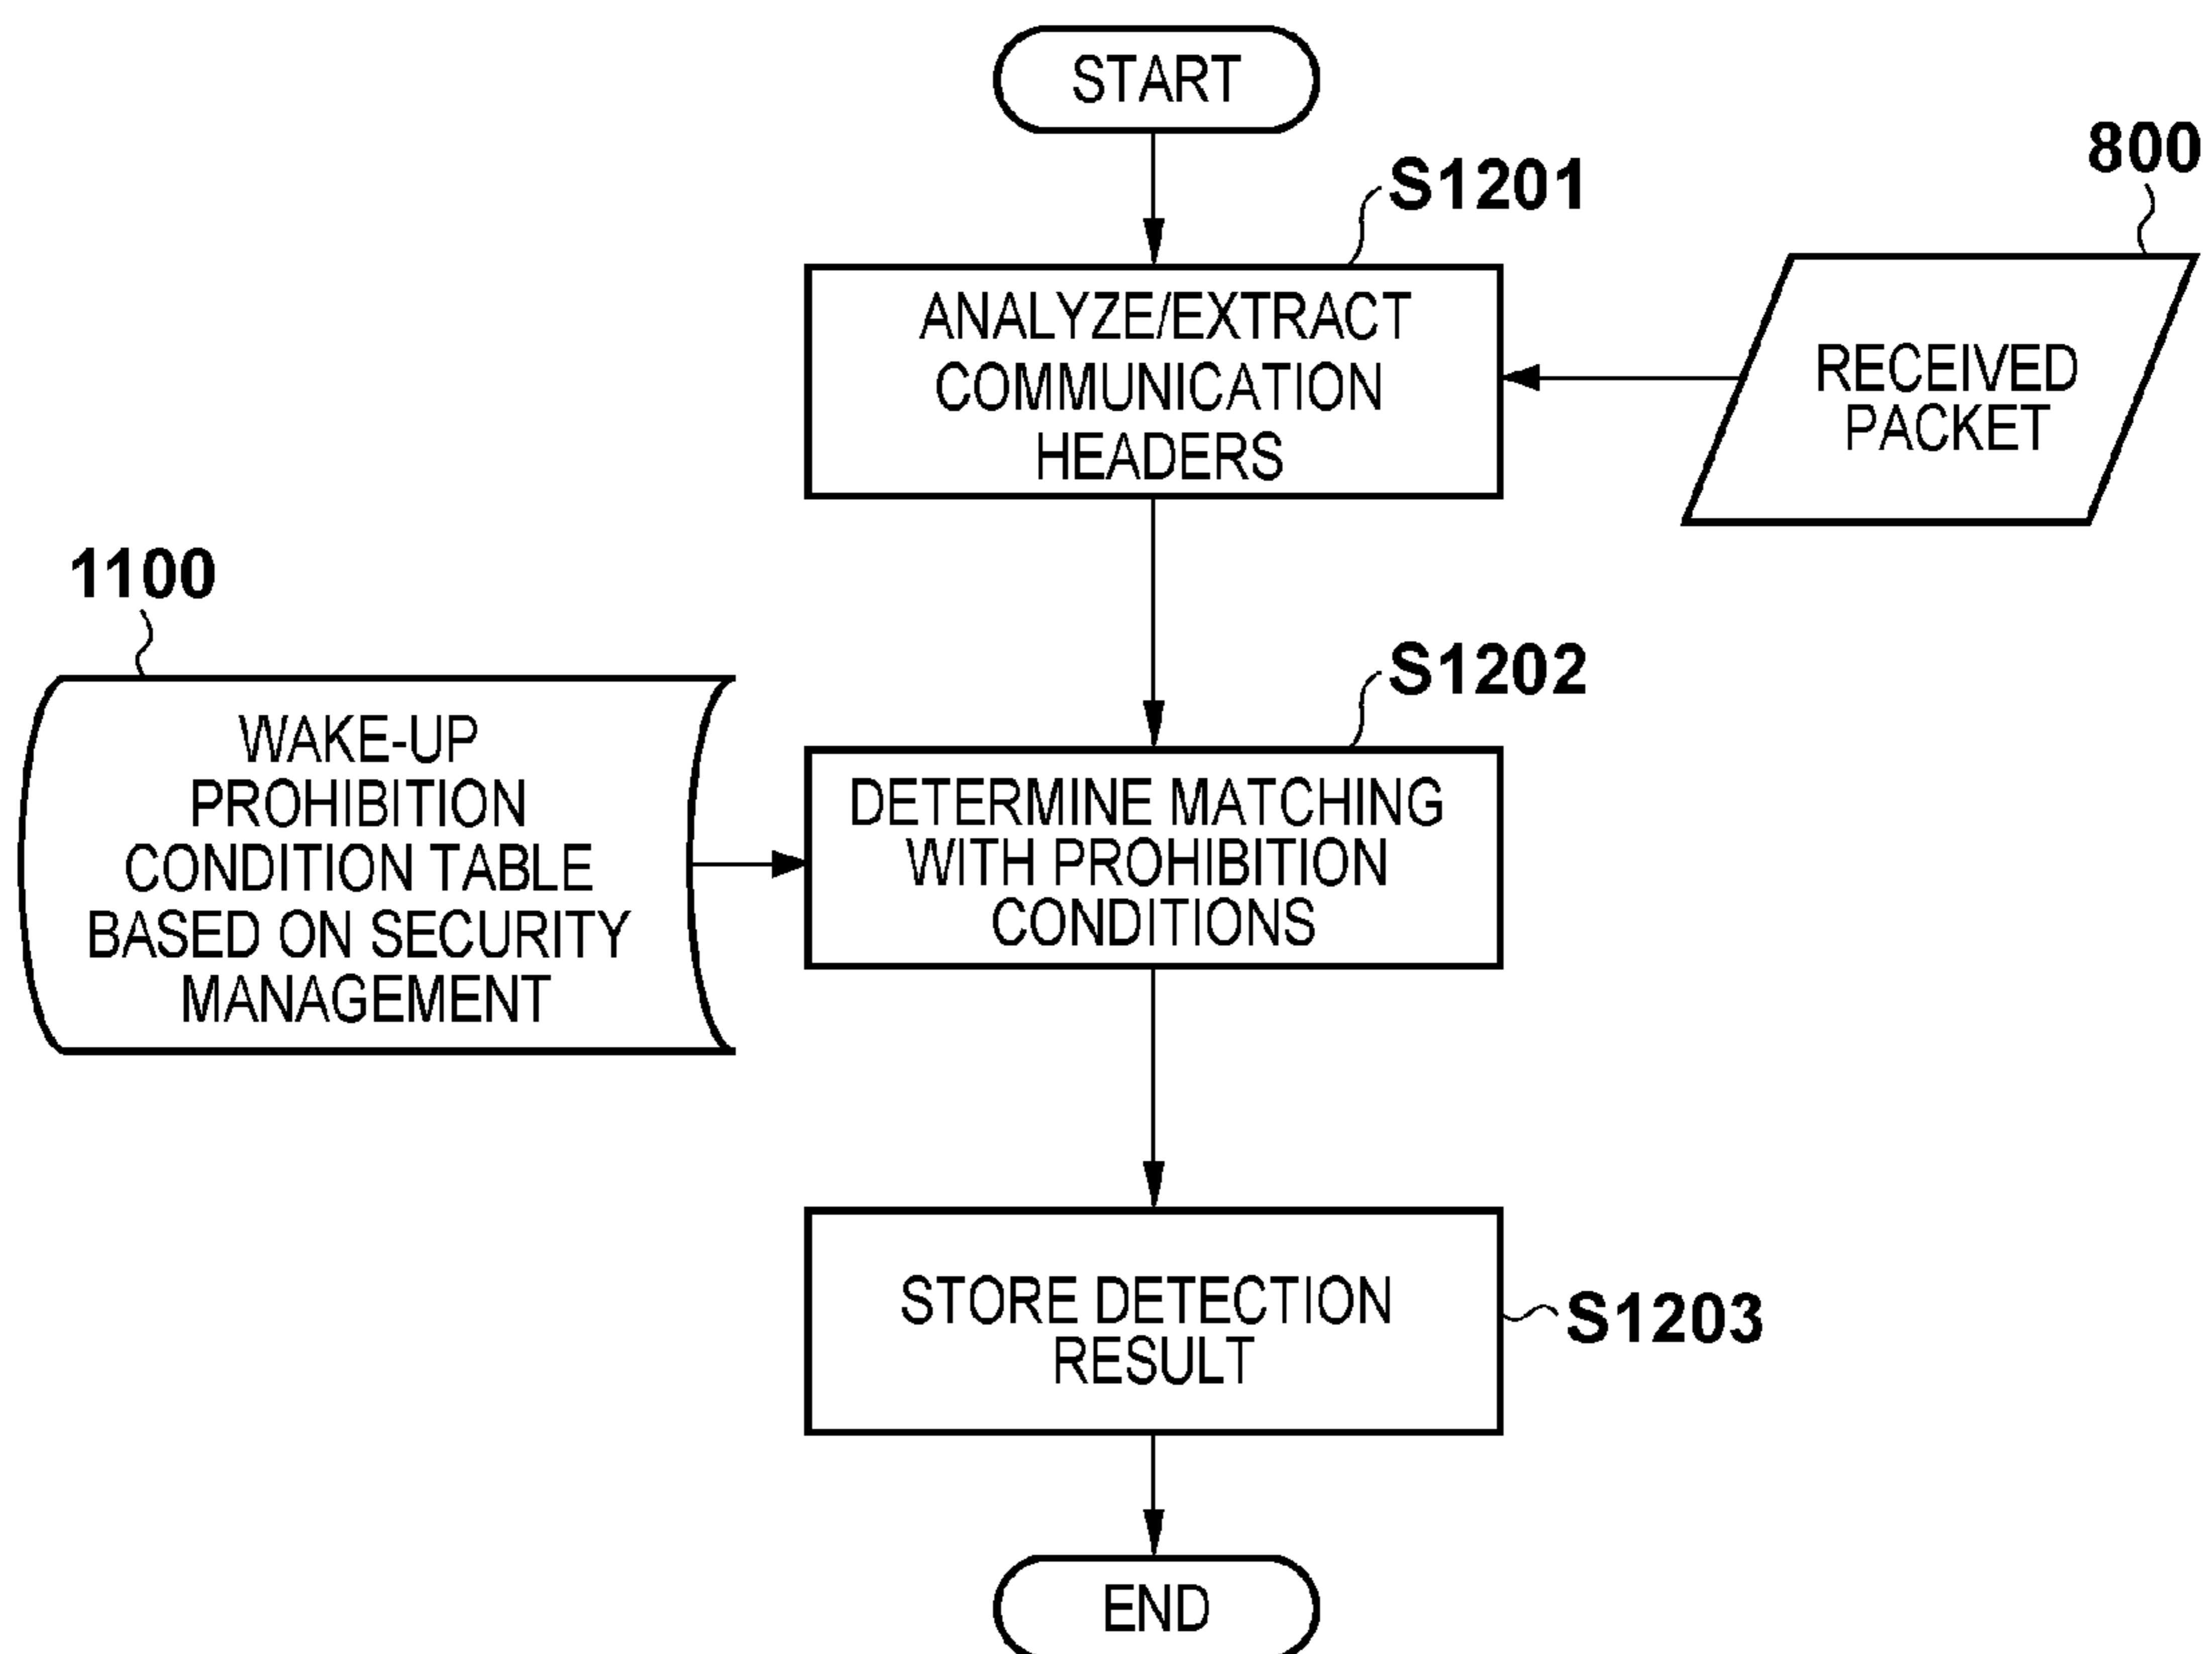 START
S1201
800
ANALYZE/EXTRACT
COMMUNICATION
HEADERS
RECEIVED
PACKET
1100
S1202
WAKE-UP
PROHIBITION
CONDITION TABLE
BASED ON SECURITY
MANAGEMENT
DETERMINE MATCHING
WITH PROHIBITION
CONDITIONS
STORE DETECTION
RESULT
S1203
END